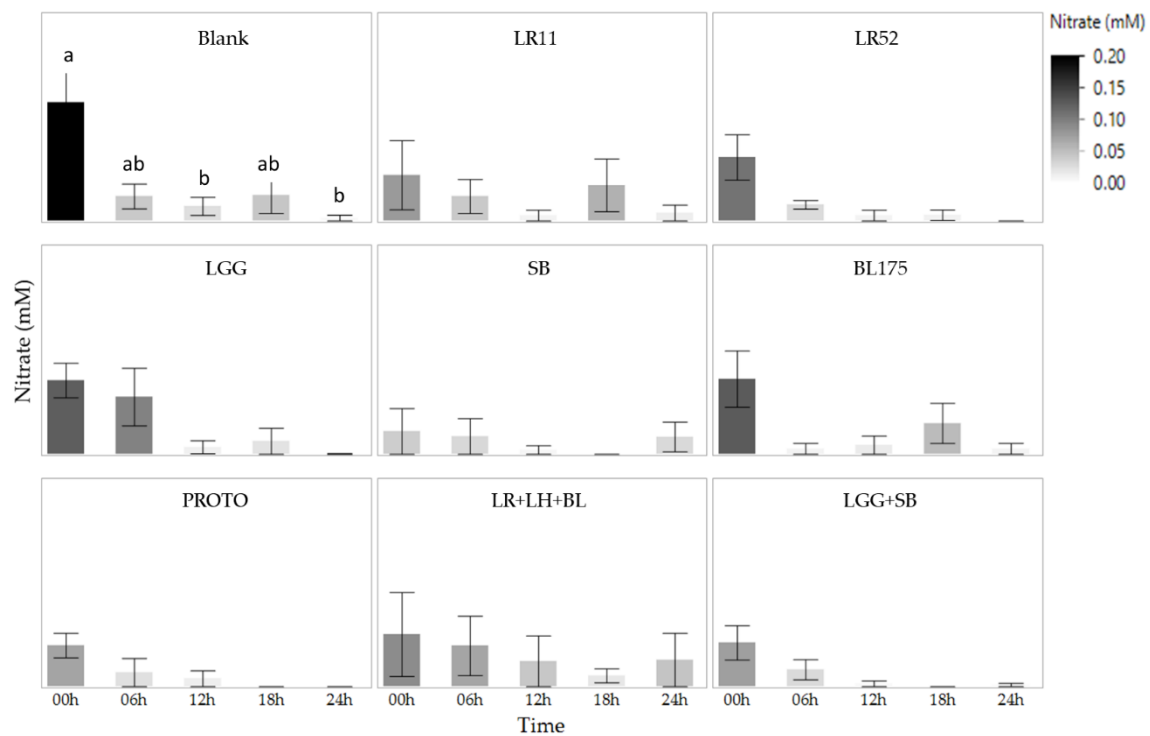 Nitrate (mM)
0.20
0.15
0.10
0.05
0.00
Blank
a
ab
b
ab
b
LR11
LR52
LGG
SB
BL175
Nitrate (mM)
PROTO
LR+LH+BL
LGG+SB
00h 06h 12h 18h 24h 00h 06h 12h 18h 24h 00h 06h 12h 18h 24h
Time